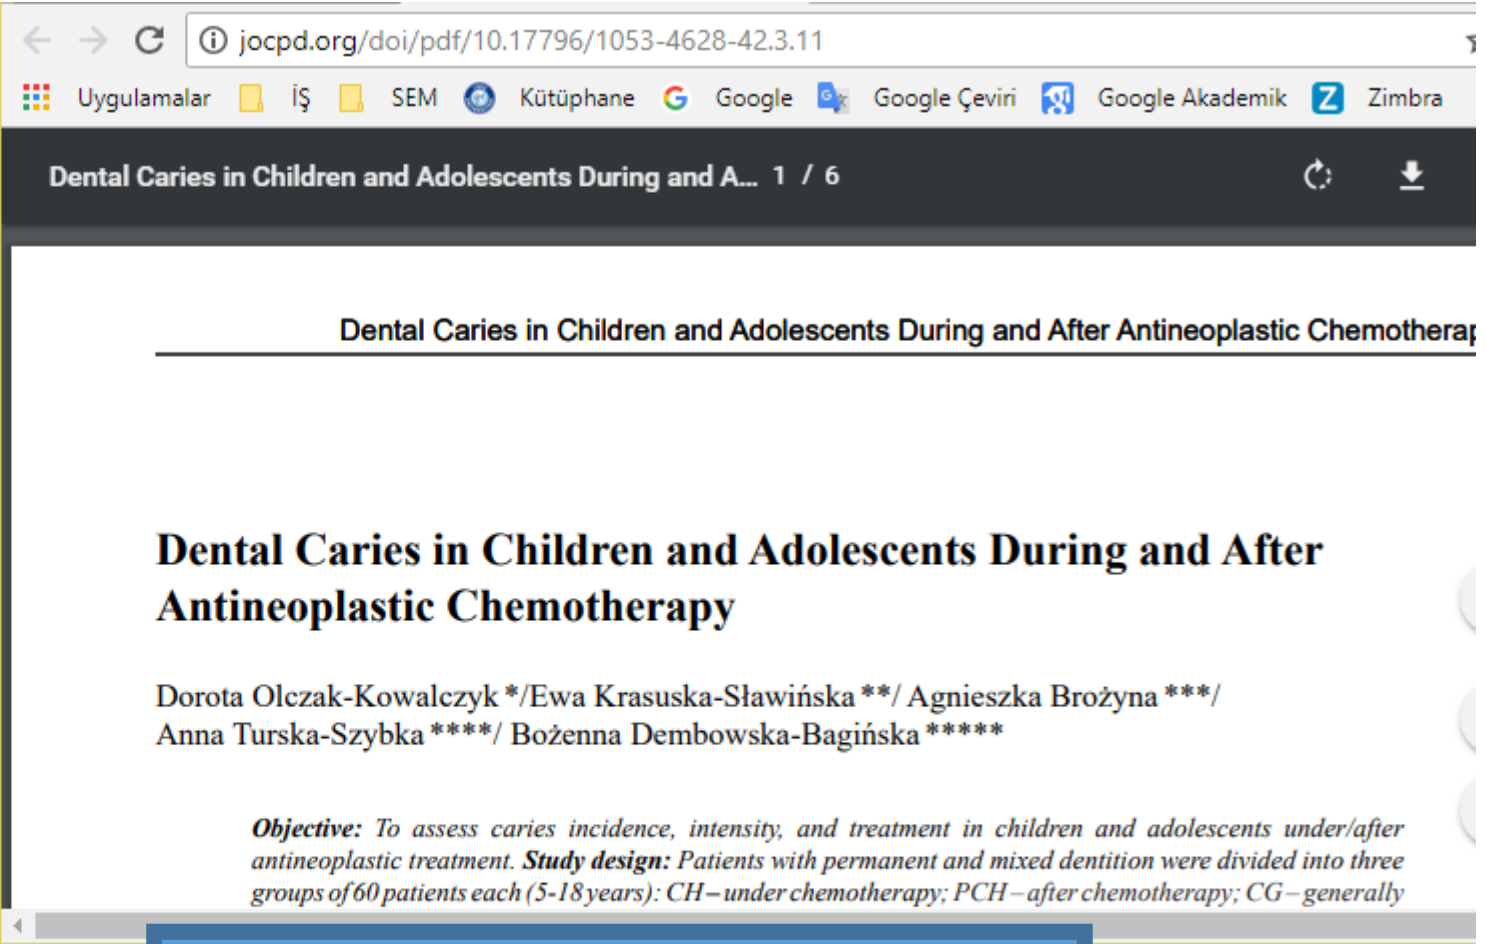 jocpd.org/doi/pdf/10.17796/1053-4628-42.3.11
Uygulamalar İŞ SEM Kütüphane Google Google Çeviri Google Akademik Zimbra
Dental Caries in Children and Adolescents During and A... 1 / 6
Dental Caries in Children and Adolescents During and After Antineoplastic Chemotherap
Dental Caries in Children and Adolescents During and After
Antineoplastic Chemotherapy
Dorota Olczak-Kowalczyk */Ewa Krasuska-Sławińska **/ Agnieszka Brożyna ***/
Anna Turska-Szybka ****/ Bożenna Dembowska-Bagińska *****
Objective: To assess caries incidence, intensity, and treatment in children and adolescents under/after
antineoplastic treatment. Study design: Patients with permanent and mixed dentition were divided into three
groups of 60 patients each (5-18 years): CH – under chemotherapy; PCH – after chemotherapy; CG – generally